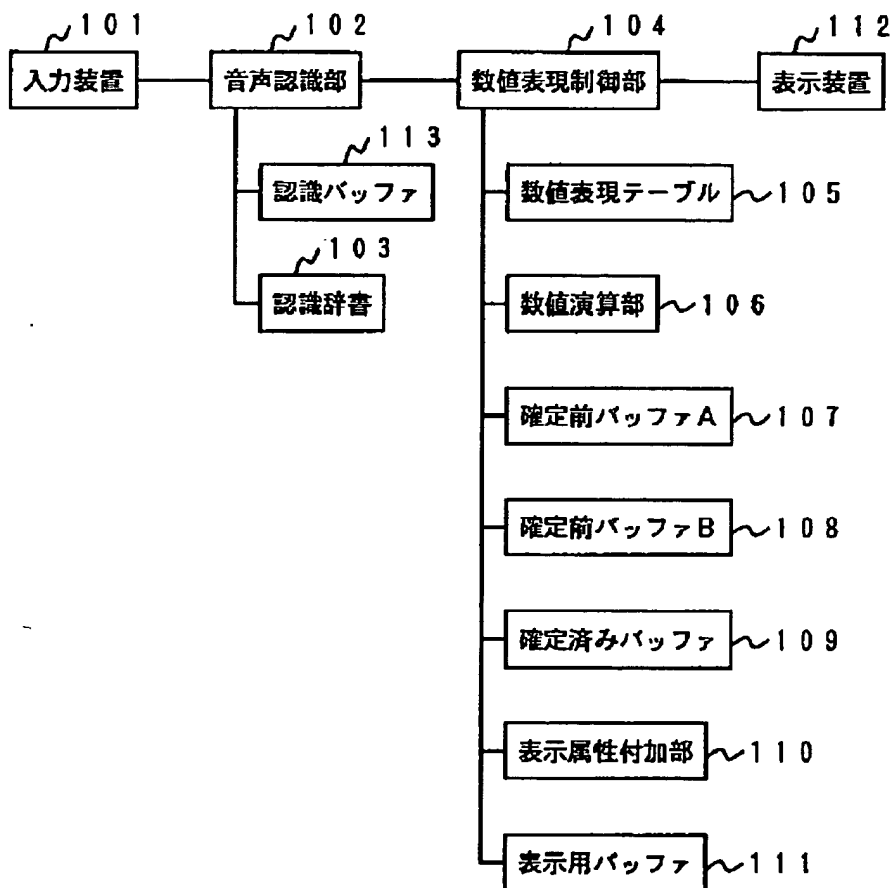 101 102 104 112
入力装置 音声認識部 数値表現制御部 表示装置
113
認識バッファ 数値表現テーブル 105
103
認識辞書 数値演算部 106
確定前バッファA 107
確定前バッファB 108
確定済みバッファ 109
表示属性付加部 110
表示用バッファ 111